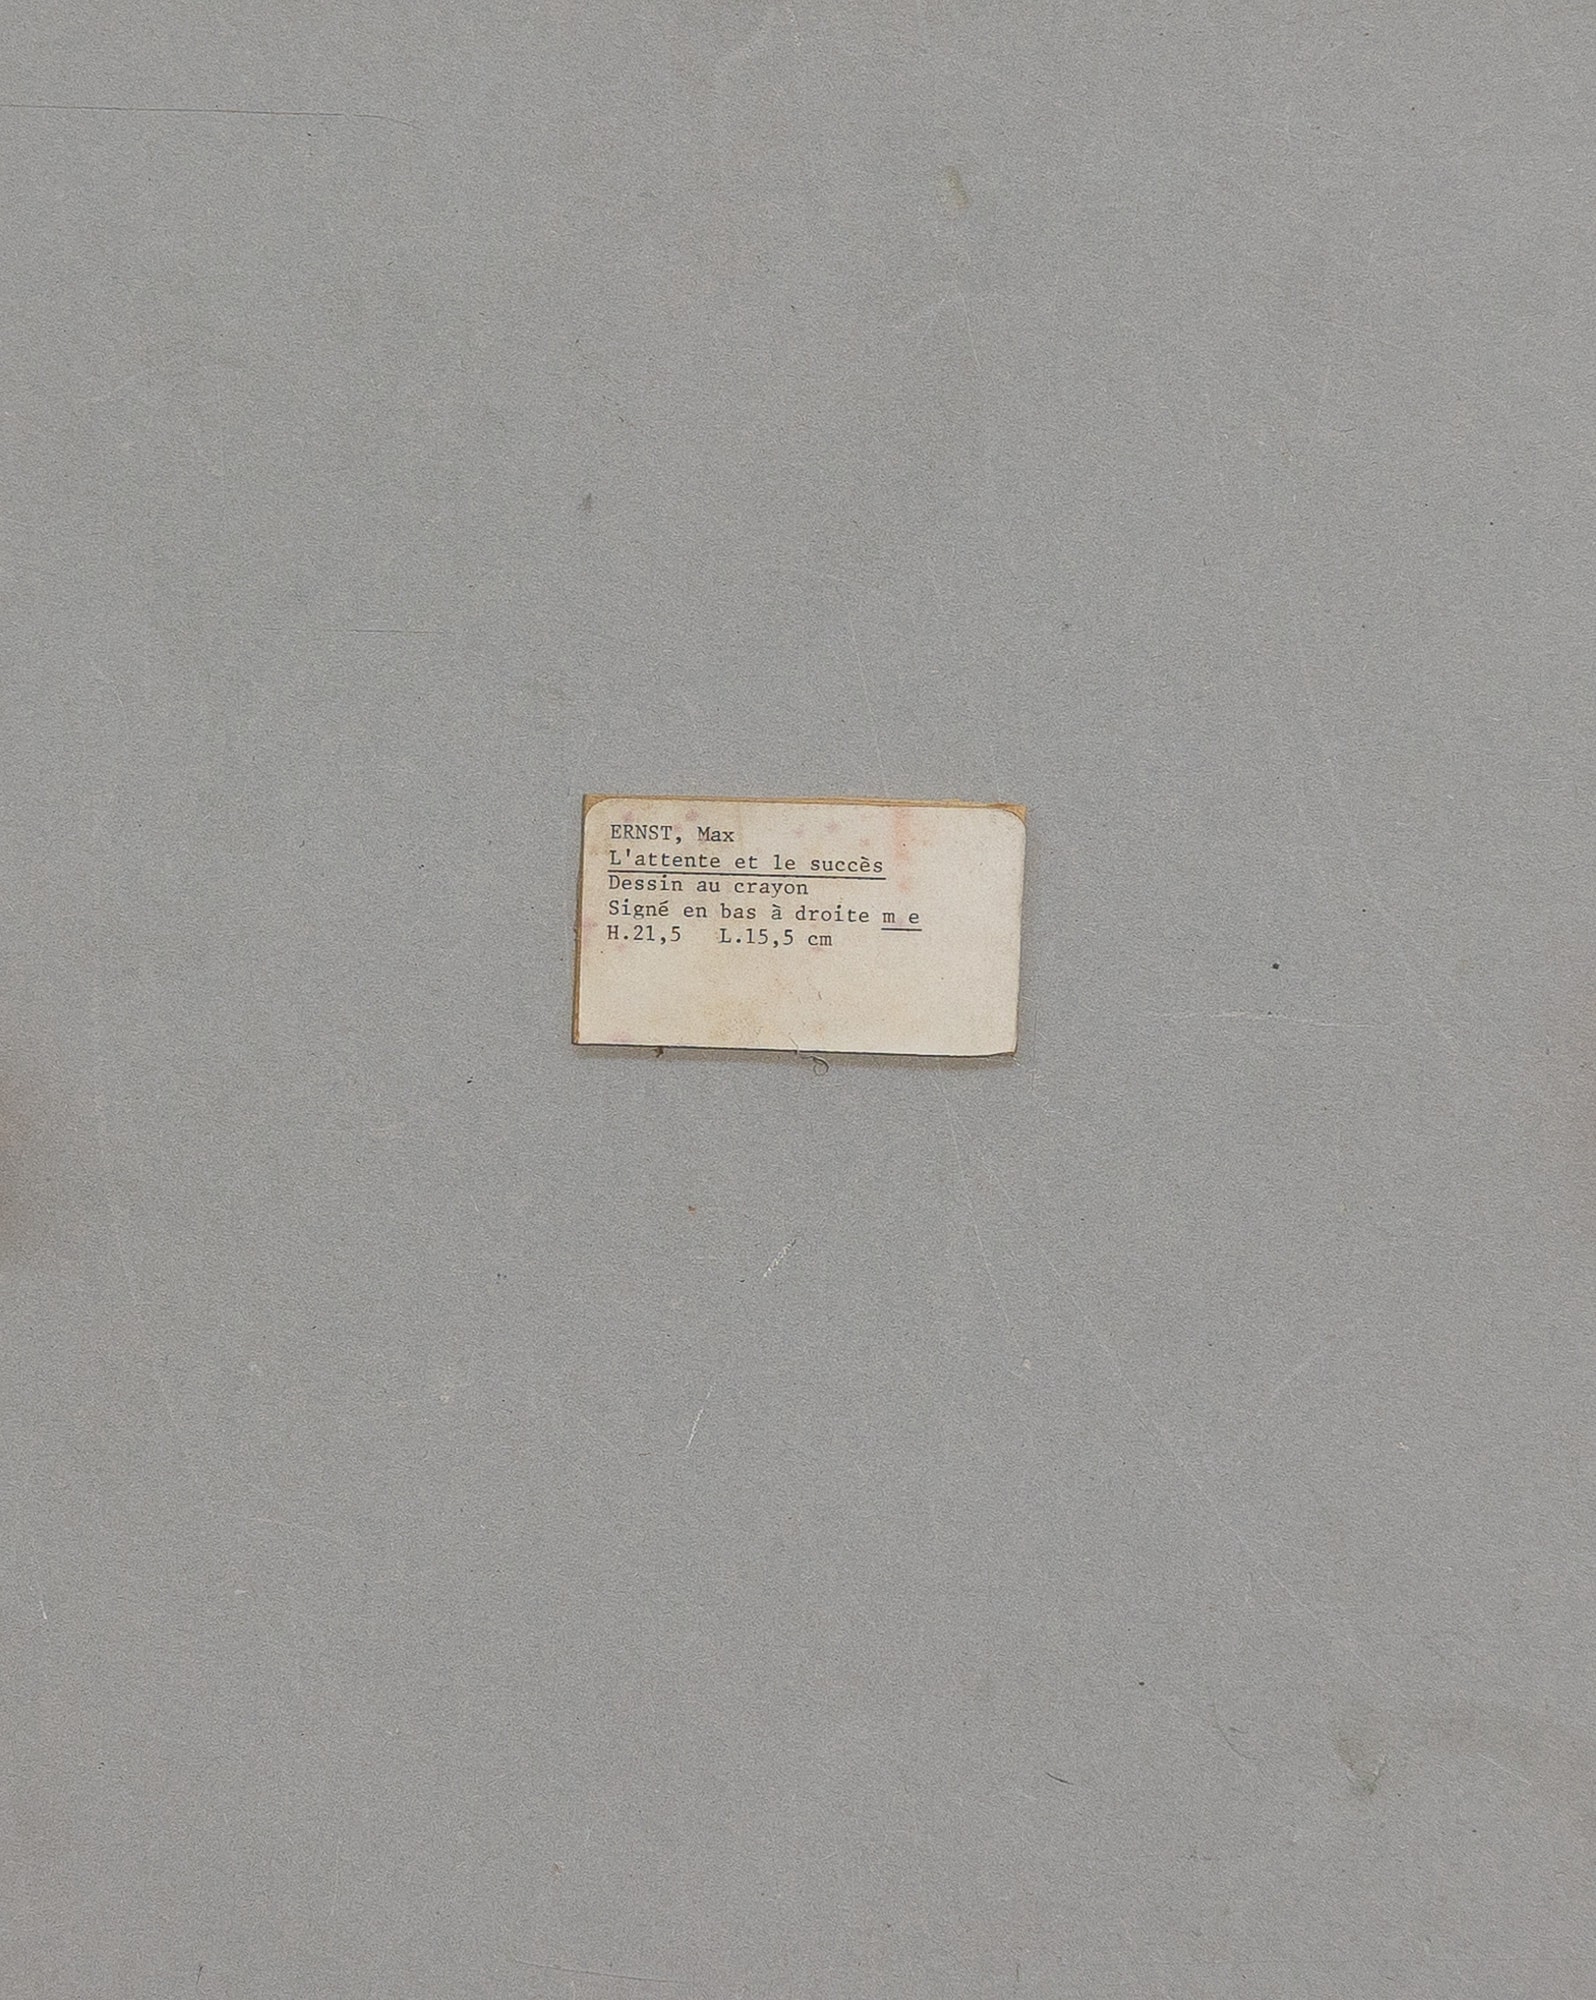 ERNST, Max
L'attente et le succès
Dessin au crayon
Signé en bas à droite m e
H.21,5 L.15,5 cm